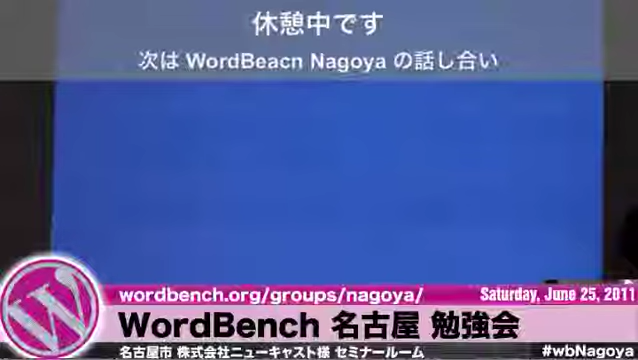 休憩中です
次は WordBeacn Nagoya の話し合い
wordbench.org/groups/nagoya/
Saturday, June 25, 2011
WordBench 名古屋 勉強会
名古屋市 株式会社ニューキャスト様 セミナールーム
#wbNagoya